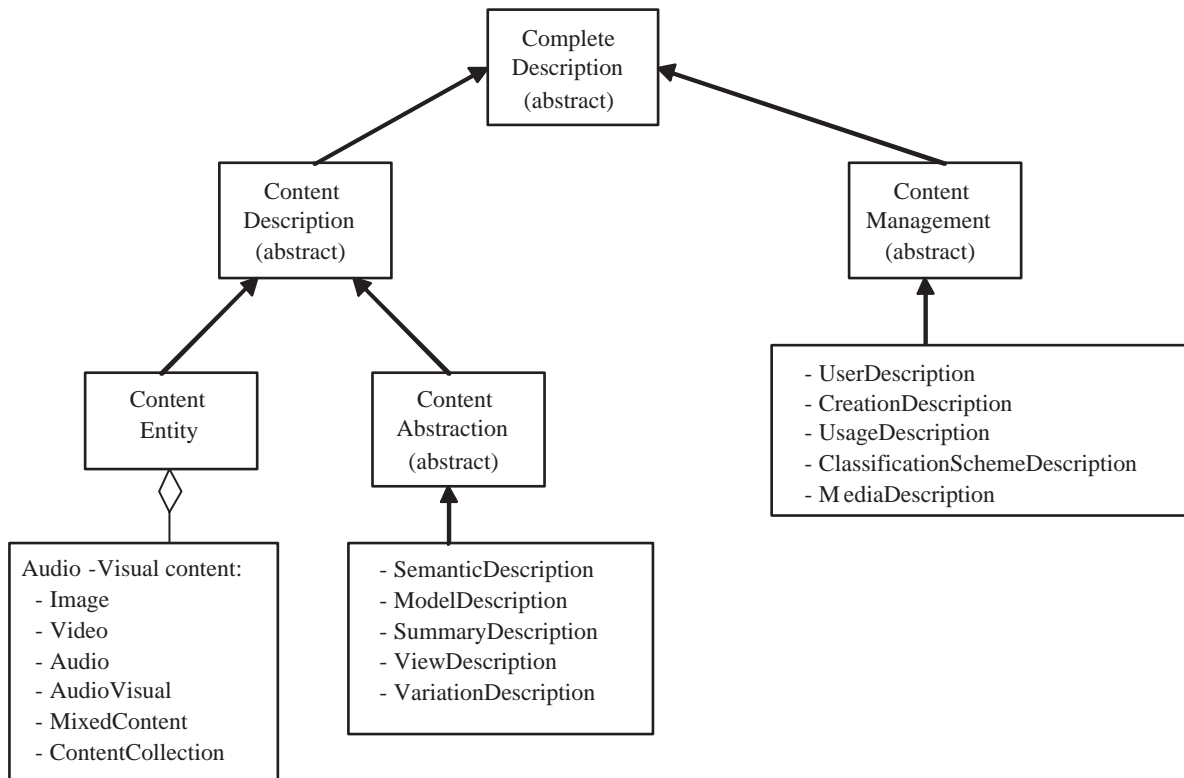 Complete
Description
(abstract)
Content
Description
(abstract)
Content
Management
(abstract)
Content
Entity
Content
Abstraction
(abstract)
- UserDescription
- CreationDescription
- UsageDescription
- ClassificationSchemeDescription
- MediaDescription
Audio -Visual content:
- Image
- Video
- Audio
- AudioVisual
- MixedContent
- ContentCollection
- SemanticDescription
- ModelDescription
- SummaryDescription
- ViewDescription
- VariationDescription